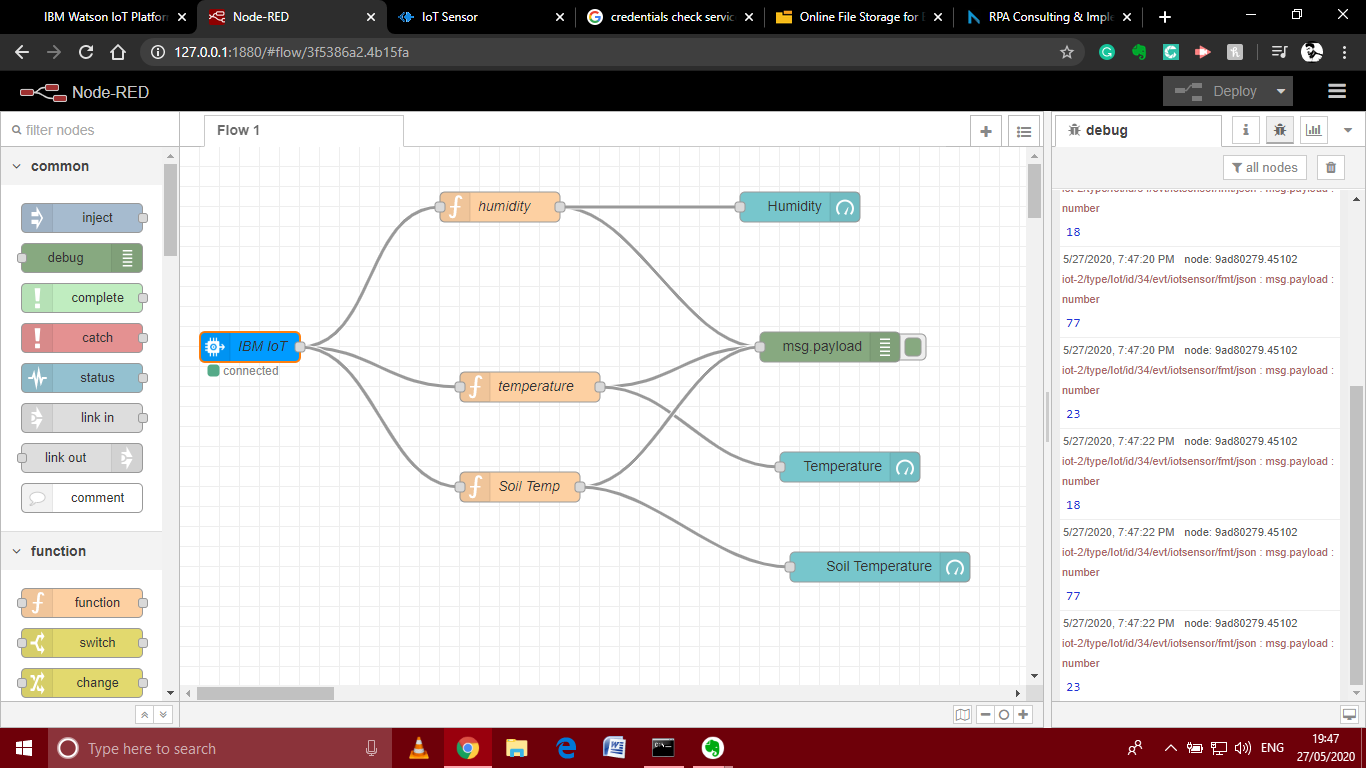 IBM Watson IoT Platforn
Node-RED
IoT Sensor
credentials check servic
Online File Storage for
RPA Consulting & Imple
127.0.0.1:1880/#flow/3f5386a2.4b15fa
Node-RED
Deploy
filter nodes
Flow 1
debug
all nodes
common
inject
debug
complete
catch
status
link in
link out
comment
function
function
switch
change
humidity
Humidity
IBM IoT
connected
msg.payload
temperature
Temperature
Soil Temp
Soil Temperature
number
18
5/27/2020, 7:47:20 PM node: 9ad80279.45102
iot-2/type/Iot/id/34/evt/iotsensor/fmt/json : msg.payload :
number
77
5/27/2020, 7:47:20 PM node: 9ad80279.45102
iot-2/type/Iot/id/34/evt/iotsensor/fmt/json : msg.payload :
number
23
5/27/2020, 7:47:22 PM node: 9ad80279.45102
iot-2/type/Iot/id/34/evt/iotsensor/fmt/json : msg.payload :
number
18
5/27/2020, 7:47:22 PM node: 9ad80279.45102
iot-2/type/Iot/id/34/evt/iotsensor/fmt/json : msg.payload :
number
77
5/27/2020, 7:47:22 PM node: 9ad80279.45102
iot-2/type/Iot/id/34/evt/iotsensor/fmt/json : msg.payload :
number
23
Type here to search
ENG
19:47
27/05/2020